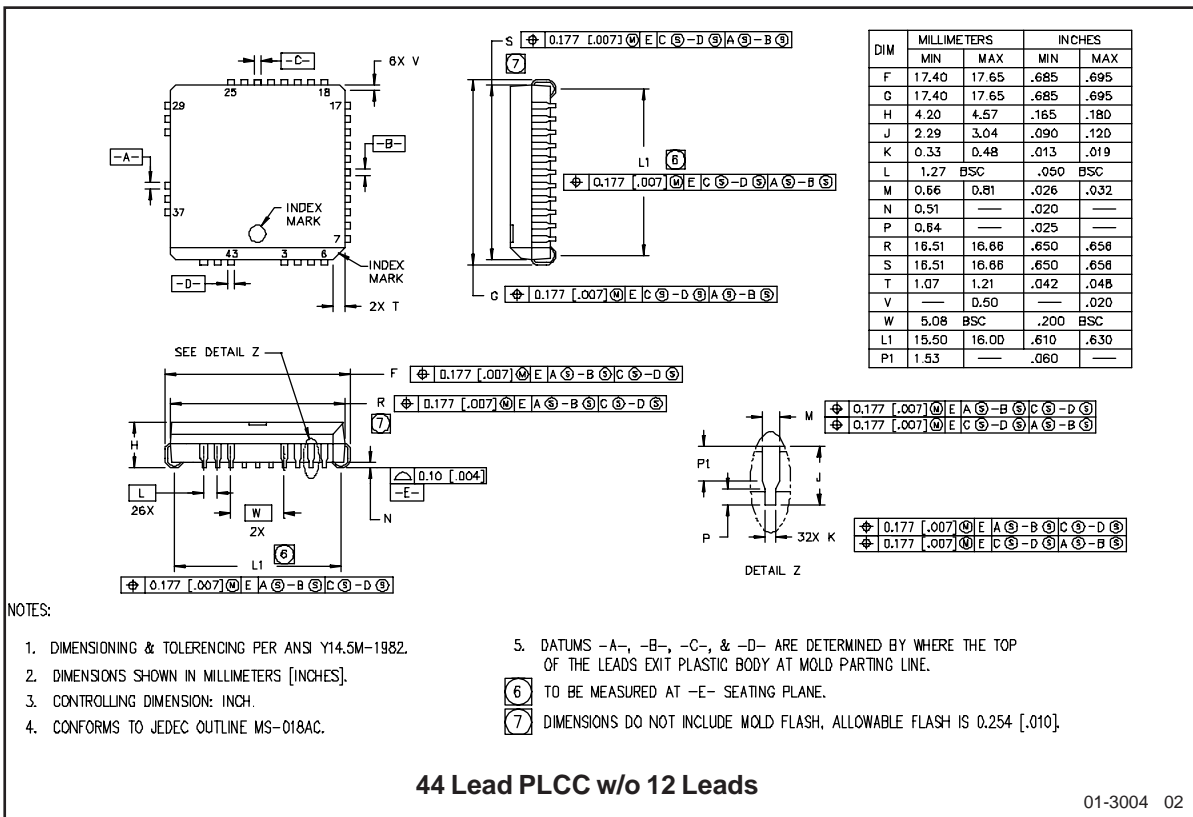 -C-
6X V
25
18
29
17
-A-
-B-
37
INDEX
MARK
7
43
3
6
INDEX
MARK
-D-
2X T
S ⌖ 0.177 [.007] Ⓜ E C Ⓢ-D Ⓢ A Ⓢ-B Ⓢ
7
L1 6
⌖ 0.177 [.007] Ⓜ E C Ⓢ-D Ⓢ A Ⓢ-B Ⓢ
G ⌖ 0.177 [.007] Ⓜ E C Ⓢ-D Ⓢ A Ⓢ-B Ⓢ
DIM MILLIMETERS INCHES
MIN MAX MIN MAX
F 17.40 17.65 .685 .695
G 17.40 17.65 .685 .695
H 4.20 4.57 .165 .180
J 2.29 3.04 .090 .120
K 0.33 0.48 .013 .019
L 1.27 BSC .050 BSC
M 0.66 0.81 .026 .032
N 0.51 — .020 —
P 0.64 — .025 —
R 16.51 16.66 .650 .656
S 16.51 16.66 .650 .656
T 1.07 1.21 .042 .048
V — 0.50 — .020
W 5.08 BSC .200 BSC
L1 15.50 16.00 .610 .630
P1 1.53 — .060 —
SEE DETAIL Z
F ⌖ 0.177 [.007] Ⓜ E A Ⓢ-B Ⓢ C Ⓢ-D Ⓢ
R ⌖ 0.177 [.007] Ⓜ E A Ⓢ-B Ⓢ C Ⓢ-D Ⓢ
7
H
⌓ 0.10 [.004]
-E-
L
26X
W
2X
N
6
L1
⌖ 0.177 [.007] Ⓜ E A Ⓢ-B Ⓢ C Ⓢ-D Ⓢ
M ⌖ 0.177 [.007] Ⓜ E A Ⓢ-B Ⓢ C Ⓢ-D Ⓢ
⌖ 0.177 [.007] Ⓜ E C Ⓢ-D Ⓢ A Ⓢ-B Ⓢ
P1
J
P
32X K
⌖ 0.177 [.007] Ⓜ E A Ⓢ-B Ⓢ C Ⓢ-D Ⓢ
⌖ 0.177 [.007] Ⓜ E C Ⓢ-D Ⓢ A Ⓢ-B Ⓢ
DETAIL Z
NOTES:
1. DIMENSIONING & TOLERENCING PER ANSI Y14.5M-1982.
2. DIMENSIONS SHOWN IN MILLIMETERS [INCHES].
3. CONTROLLING DIMENSION: INCH.
4. CONFORMS TO JEDEC OUTLINE MS-018AC.
5. DATUMS -A-, -B-, -C-, & -D- ARE DETERMINED BY WHERE THE TOP
OF THE LEADS EXIT PLASTIC BODY AT MOLD PARTING LINE.
6 TO BE MEASURED AT -E- SEATING PLANE.
7 DIMENSIONS DO NOT INCLUDE MOLD FLASH, ALLOWABLE FLASH IS 0.254 [.010].
44 Lead PLCC w/o 12 Leads
01-3004 02